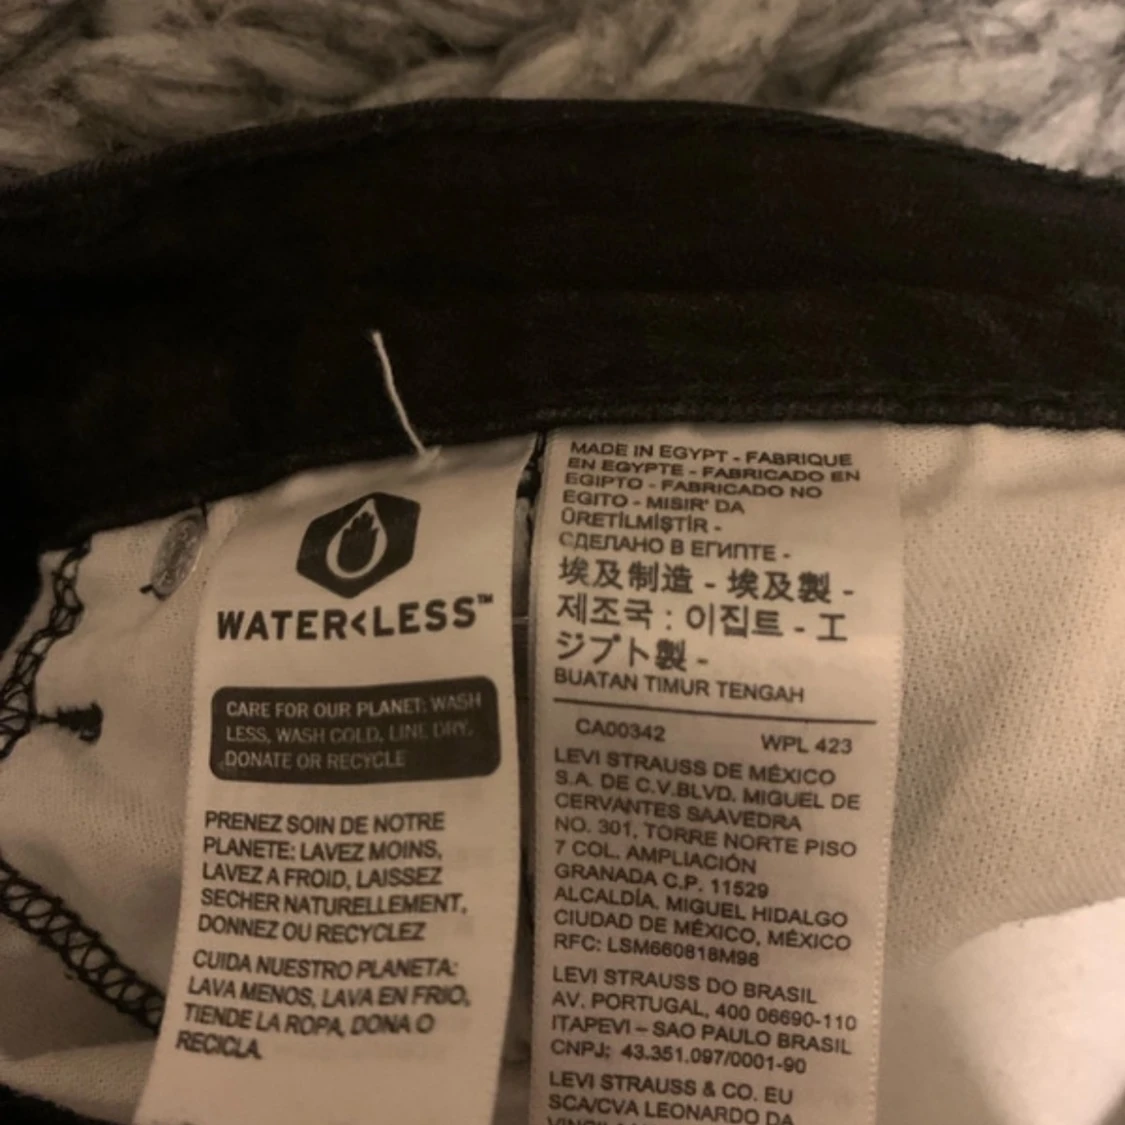 WATER<LESS™
CARE FOR OUR PLANET: WASH
LESS, WASH COLD, LINE DRY,
DONATE OR RECYCLE
PRENEZ SOIN DE NOTRE
PLANETE: LAVEZ MOINS,
LAVEZ A FROID, LAISSEZ
SECHER NATURELLEMENT,
DONNEZ OU RECYCLEZ
CUIDA NUESTRO PLANETA:
LAVA MENOS, LAVA EN FRIO,
TIENDE LA ROPA, DONA O
RECICLA.
MADE IN EGYPT - FABRIQUE
EN EGYPTE - FABRICADO EN
EGIPTO - FABRICADO NO
EGITO - MISIR' DA
ÜRETİLMİŞTİR -
СДЕЛАНО В ЕГИПТЕ -
埃及制造 - 埃及製 -
제조국 : 이집트 - エ
ジプト製 -
BUATAN TIMUR TENGAH
CA00342 WPL 423
LEVI STRAUSS DE MÉXICO
S.A. DE C.V.BLVD. MIGUEL DE
CERVANTES SAAVEDRA
NO. 301, TORRE NORTE PISO
7 COL. AMPLIACIÓN
GRANADA C.P. 11529
ALCALDÍA. MIGUEL HIDALGO
CIUDAD DE MÉXICO, MÉXICO
RFC: LSM660818M98
LEVI STRAUSS DO BRASIL
AV. PORTUGAL, 400 06690-110
ITAPEVI – SAO PAULO BRASIL
CNPJ: 43.351.097/0001-90
LEVI STRAUSS & CO. EU
SCA/CVA LEONARDO DA